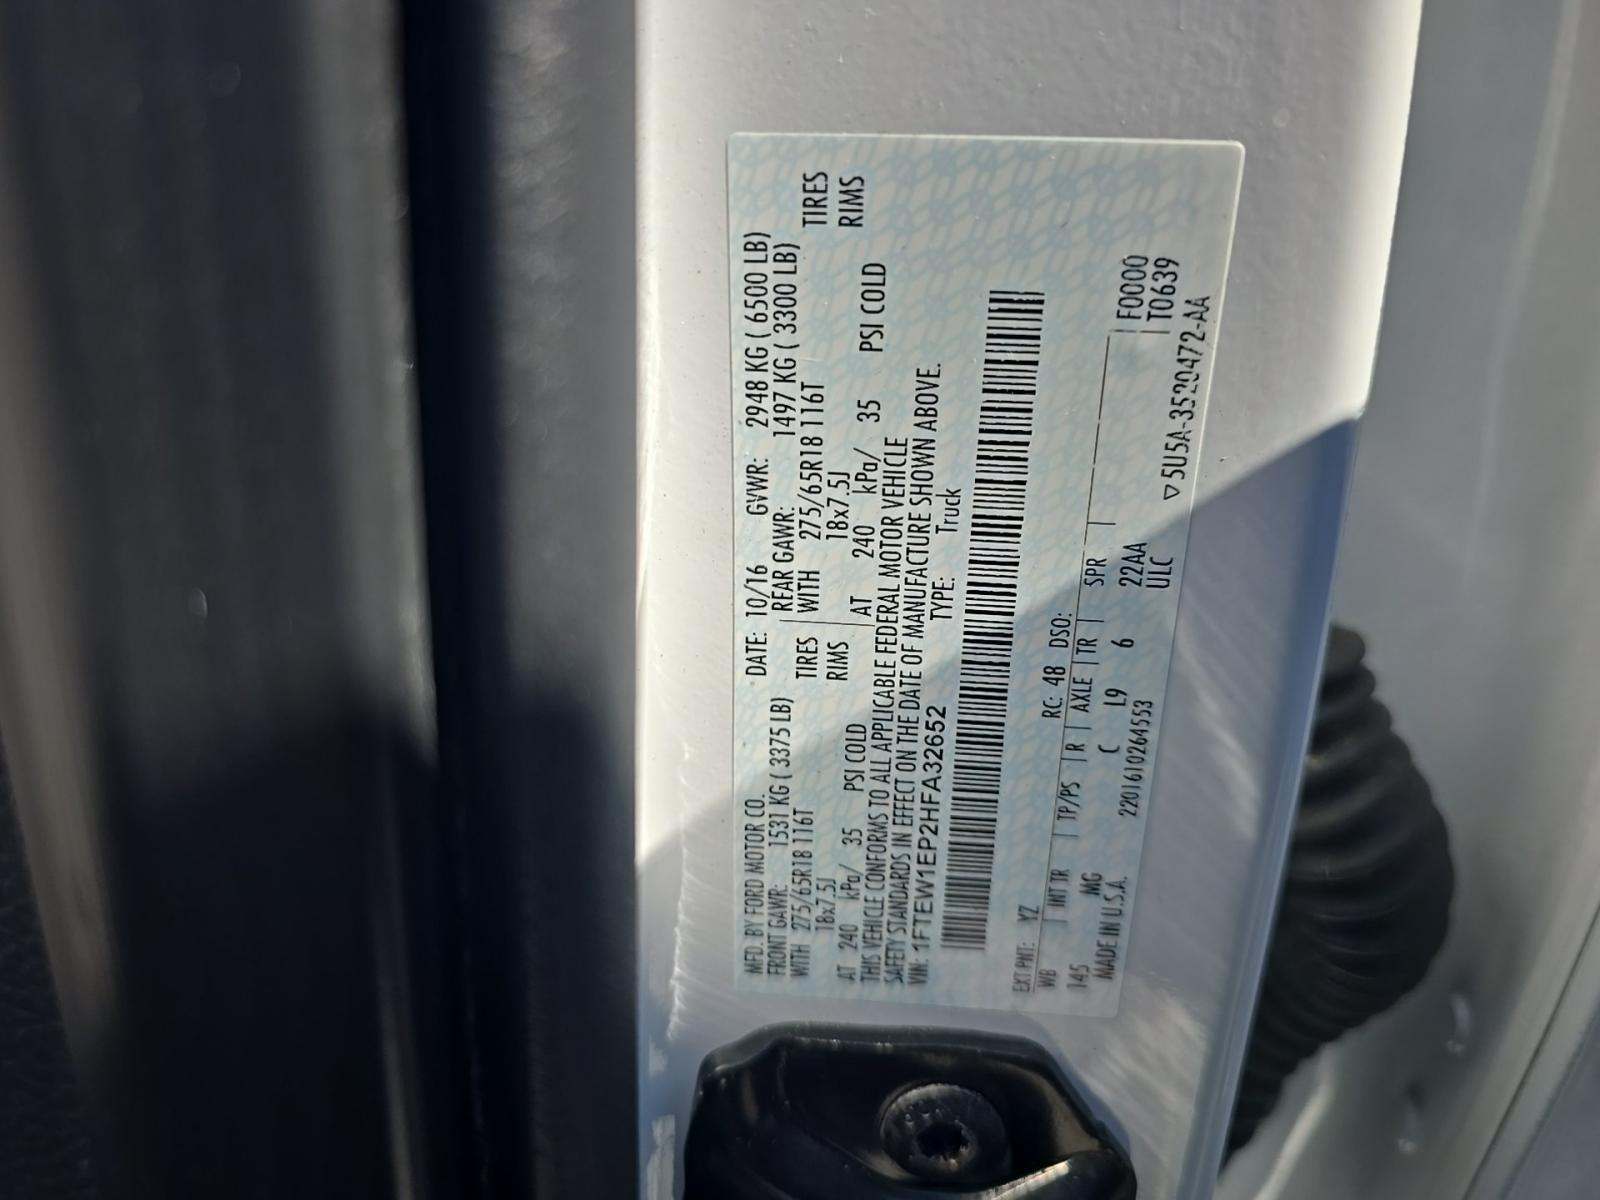 MFD. BY FORD MOTOR CO. DATE: 10/16 GVWR: 2948 KG ( 6500 LB)
FRONT GAWR: 1531 KG ( 3375 LB) REAR GAWR: 1497 KG ( 3300 LB)
WITH 275/65R18 116T TIRES WITH 275/65R18 116T TIRES
18x7.5J RIMS 18x7.5J RIMS
AT 240 kPa/ 35 PSI COLD AT 240 kPa/ 35 PSI COLD
THIS VEHICLE CONFORMS TO ALL APPLICABLE FEDERAL MOTOR VEHICLE
SAFETY STANDARDS IN EFFECT ON THE DATE OF MANUFACTURE SHOWN ABOVE.
VIN: 1FTEW1EP2HFA32652 TYPE: Truck
EXT PNT: YZ RC: 48 DSO:
WB INT TR TP/PS R AXLE TR SPR F0000
145 MG C L9 6 22AA T0639
MADE IN U.S.A. 2201610264553 ULC
▽5U5A-3520472-AA